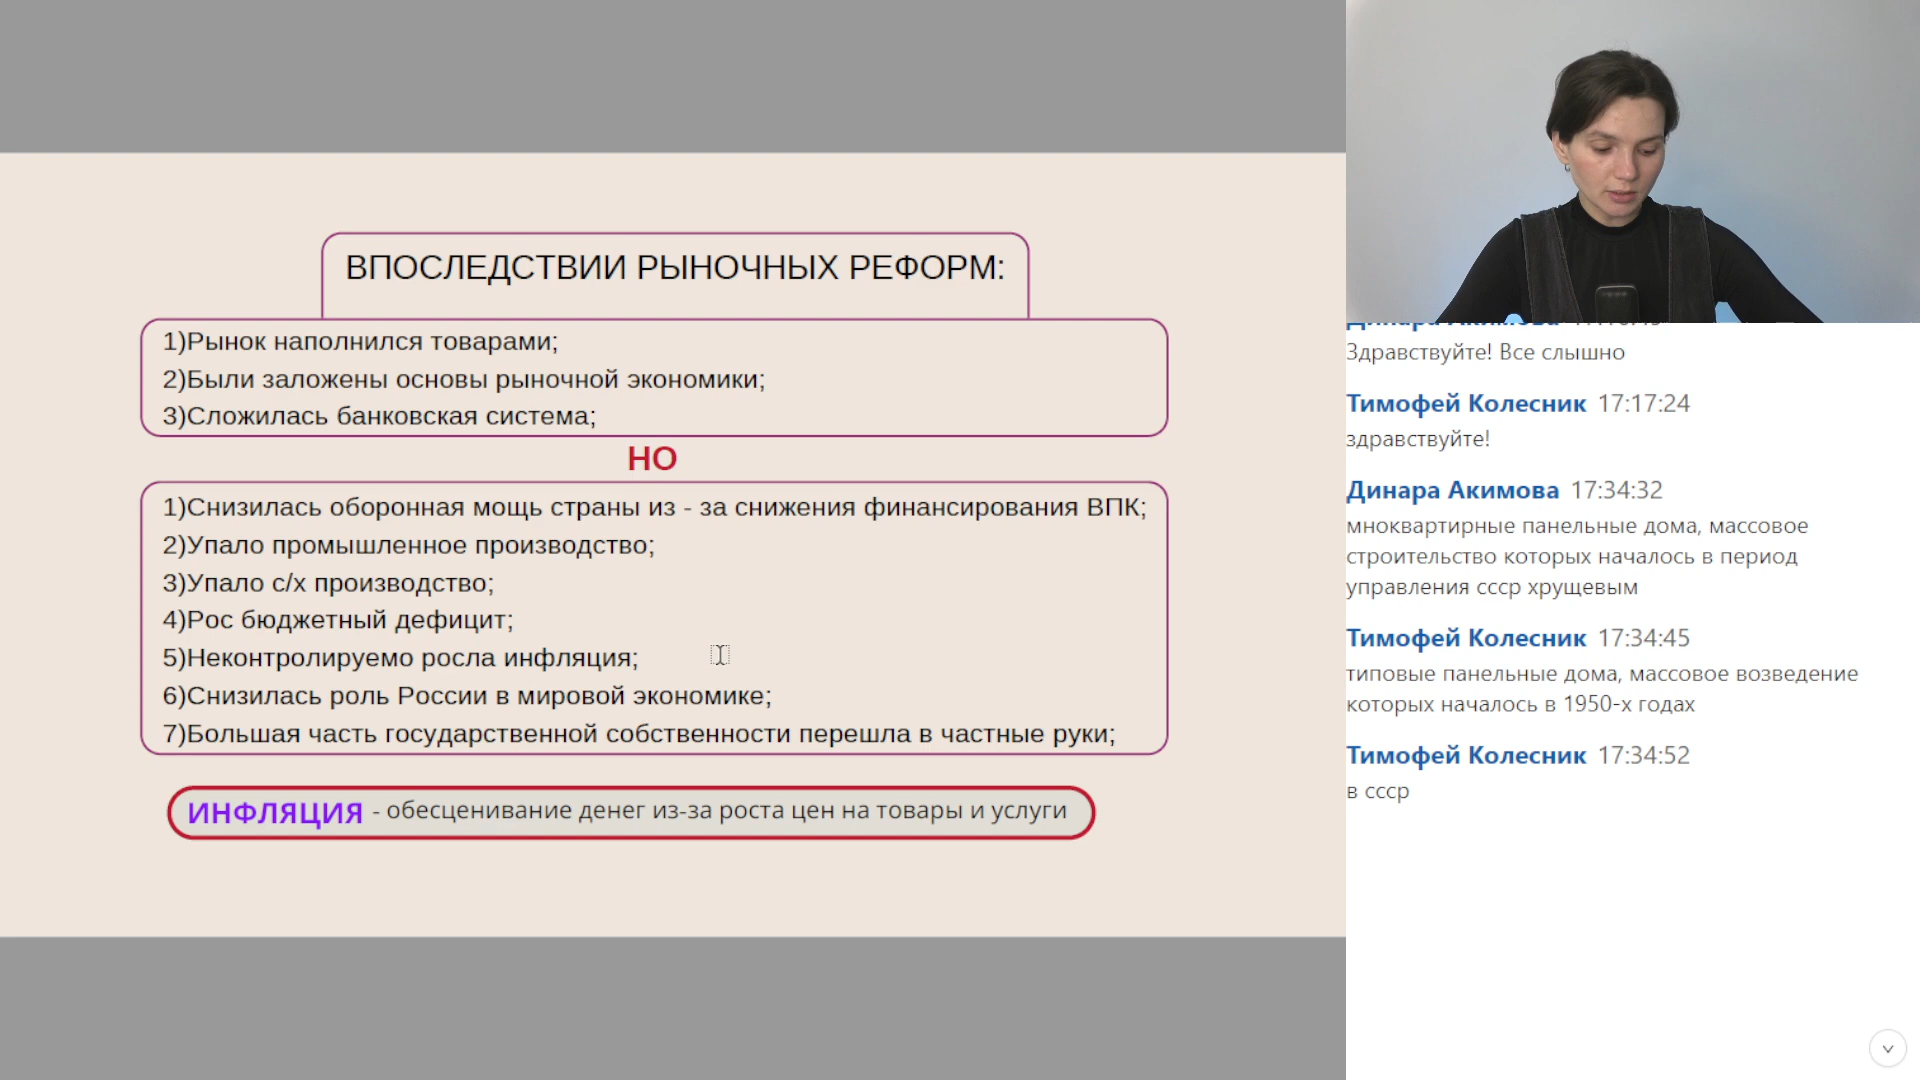 ВПОСЛЕДСТВИИ РЫНОЧНЫХ РЕФОРМ:
1)Рынок наполнился товарами;
2)Были заложены основы рыночной экономики;
3)Сложилась банковская система;
НО
1)Снизилась оборонная мощь страны из - за снижения финансирования ВПК;
2)Упало промышленное производство;
3)Упало с/х производство;
4)Рос бюджетный дефицит;
5)Неконтролируемо росла инфляция;
6)Снизилась роль России в мировой экономике;
7)Большая часть государственной собственности перешла в частные руки;
ИНФЛЯЦИЯ - обесценивание денег из-за роста цен на товары и услуги
Динара Акимова
Здравствуйте! Все слышно
Тимофей Колесник 17:17:24
здравствуйте!
Динара Акимова 17:34:32
мноквартирные панельные дома, массовое
строительство которых началось в период
управления ссср хрущевым
Тимофей Колесник 17:34:45
типовые панельные дома, массовое возведение
которых началось в 1950-х годах
Тимофей Колесник 17:34:52
в ссср